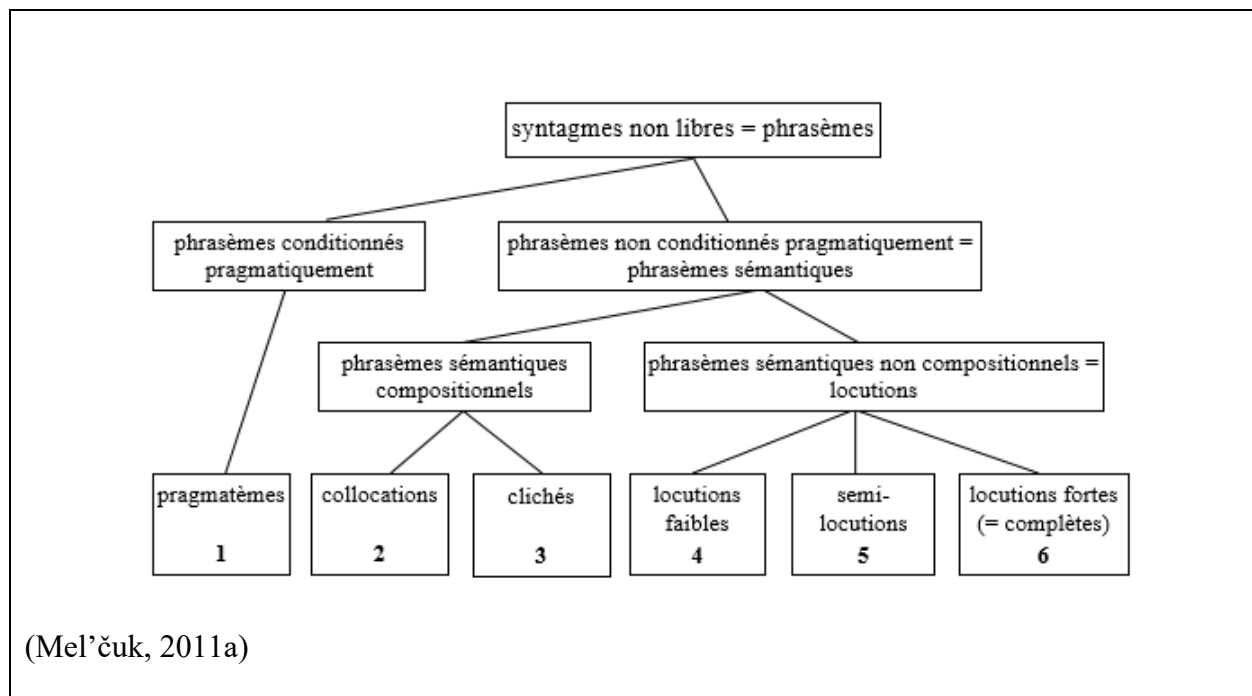 syntagmes non libres = phrasèmes
phrasèmes conditionnés
pragmatiquement
phrasèmes non conditionnés pragmatiquement =
phrasèmes sémantiques
phrasèmes sémantiques
compositionnels
phrasèmes sémantiques non compositionnels =
locutions
pragmatèmes
1
collocations
2
clichés
3
locutions
faibles
4
semi-
locutions
5
locutions fortes
(= complètes)
6
(Mel’čuk, 2011a)